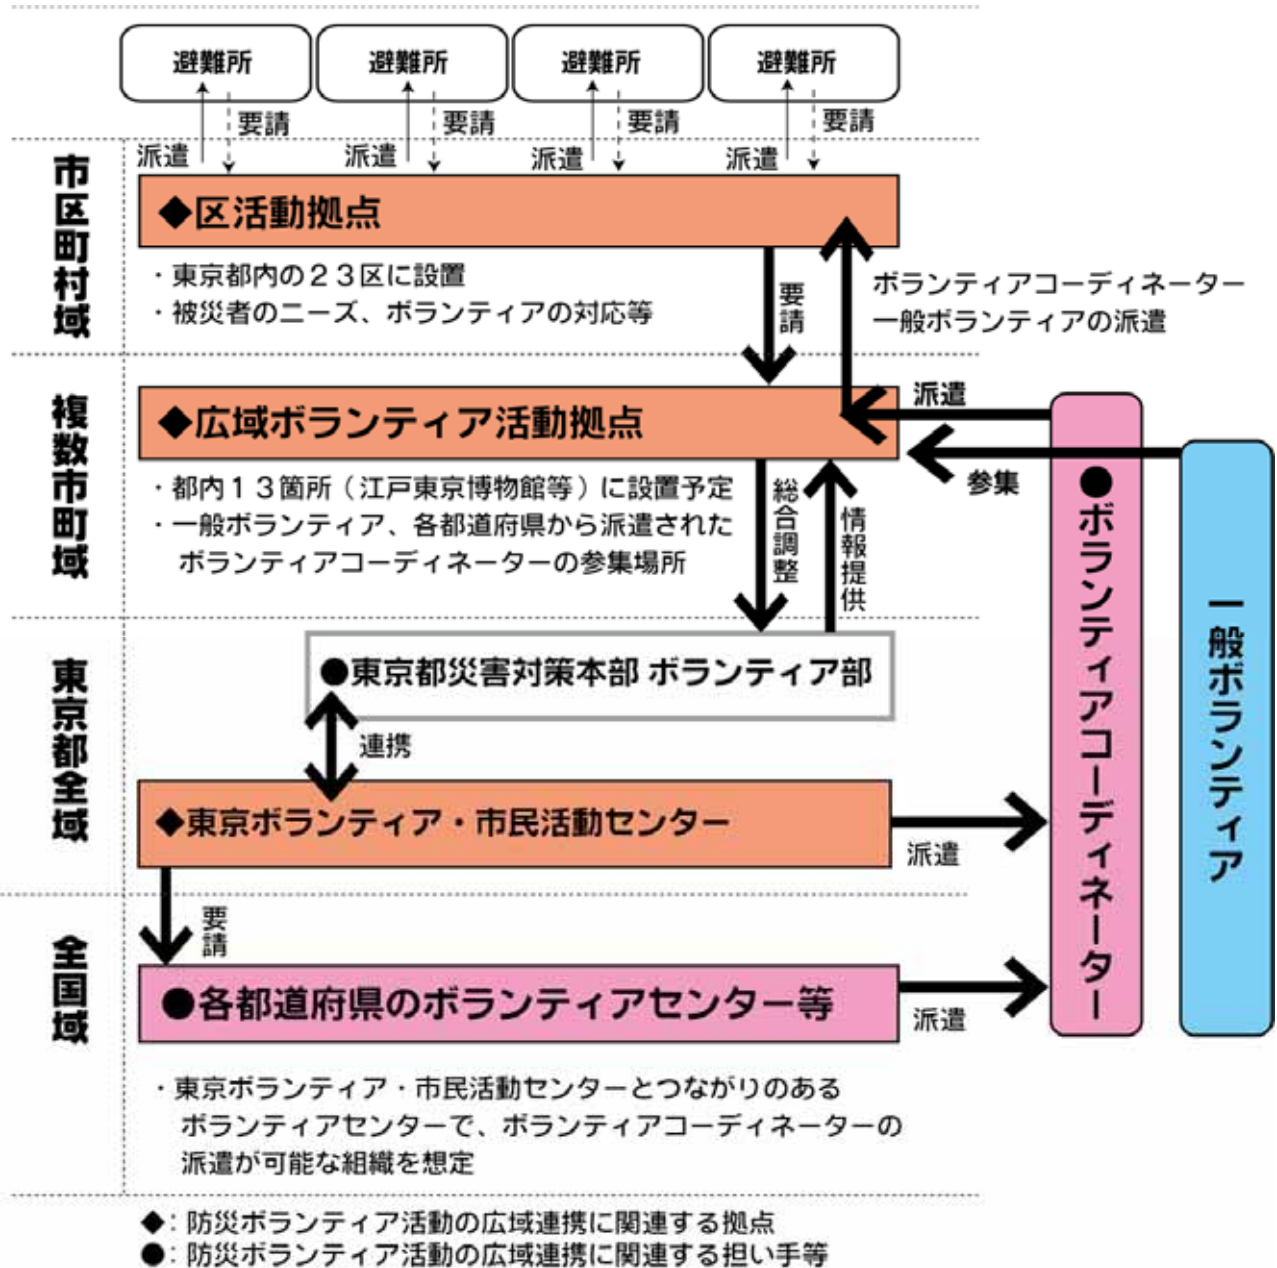 避難所
避難所
避難所
避難所
要請
要請
要請
要請
派遣
派遣
派遣
派遣
市区町村域
◆区活動拠点
・東京都内の２３区に設置
・被災者のニーズ、ボランティアの対応等
要請
ボランティアコーディネーター
一般ボランティアの派遣
複数市町域
◆広域ボランティア活動拠点
派遣
参集
・都内１３箇所（江戸東京博物館等）に設置予定
・一般ボランティア、各都道府県から派遣された
ボランティアコーディネーターの参集場所
総合調整
情報提供
●ボランティアコーディネーター
一般ボランティア
東京都全域
●東京都災害対策本部 ボランティア部
連携
◆東京ボランティア・市民活動センター
派遣
要請
全国域
●各都道府県のボランティアセンター等
派遣
・東京ボランティア・市民活動センターとつながりのある
ボランティアセンターで、ボランティアコーディネーターの
派遣が可能な組織を想定
◆：防災ボランティア活動の広域連携に関連する拠点
●：防災ボランティア活動の広域連携に関連する担い手等